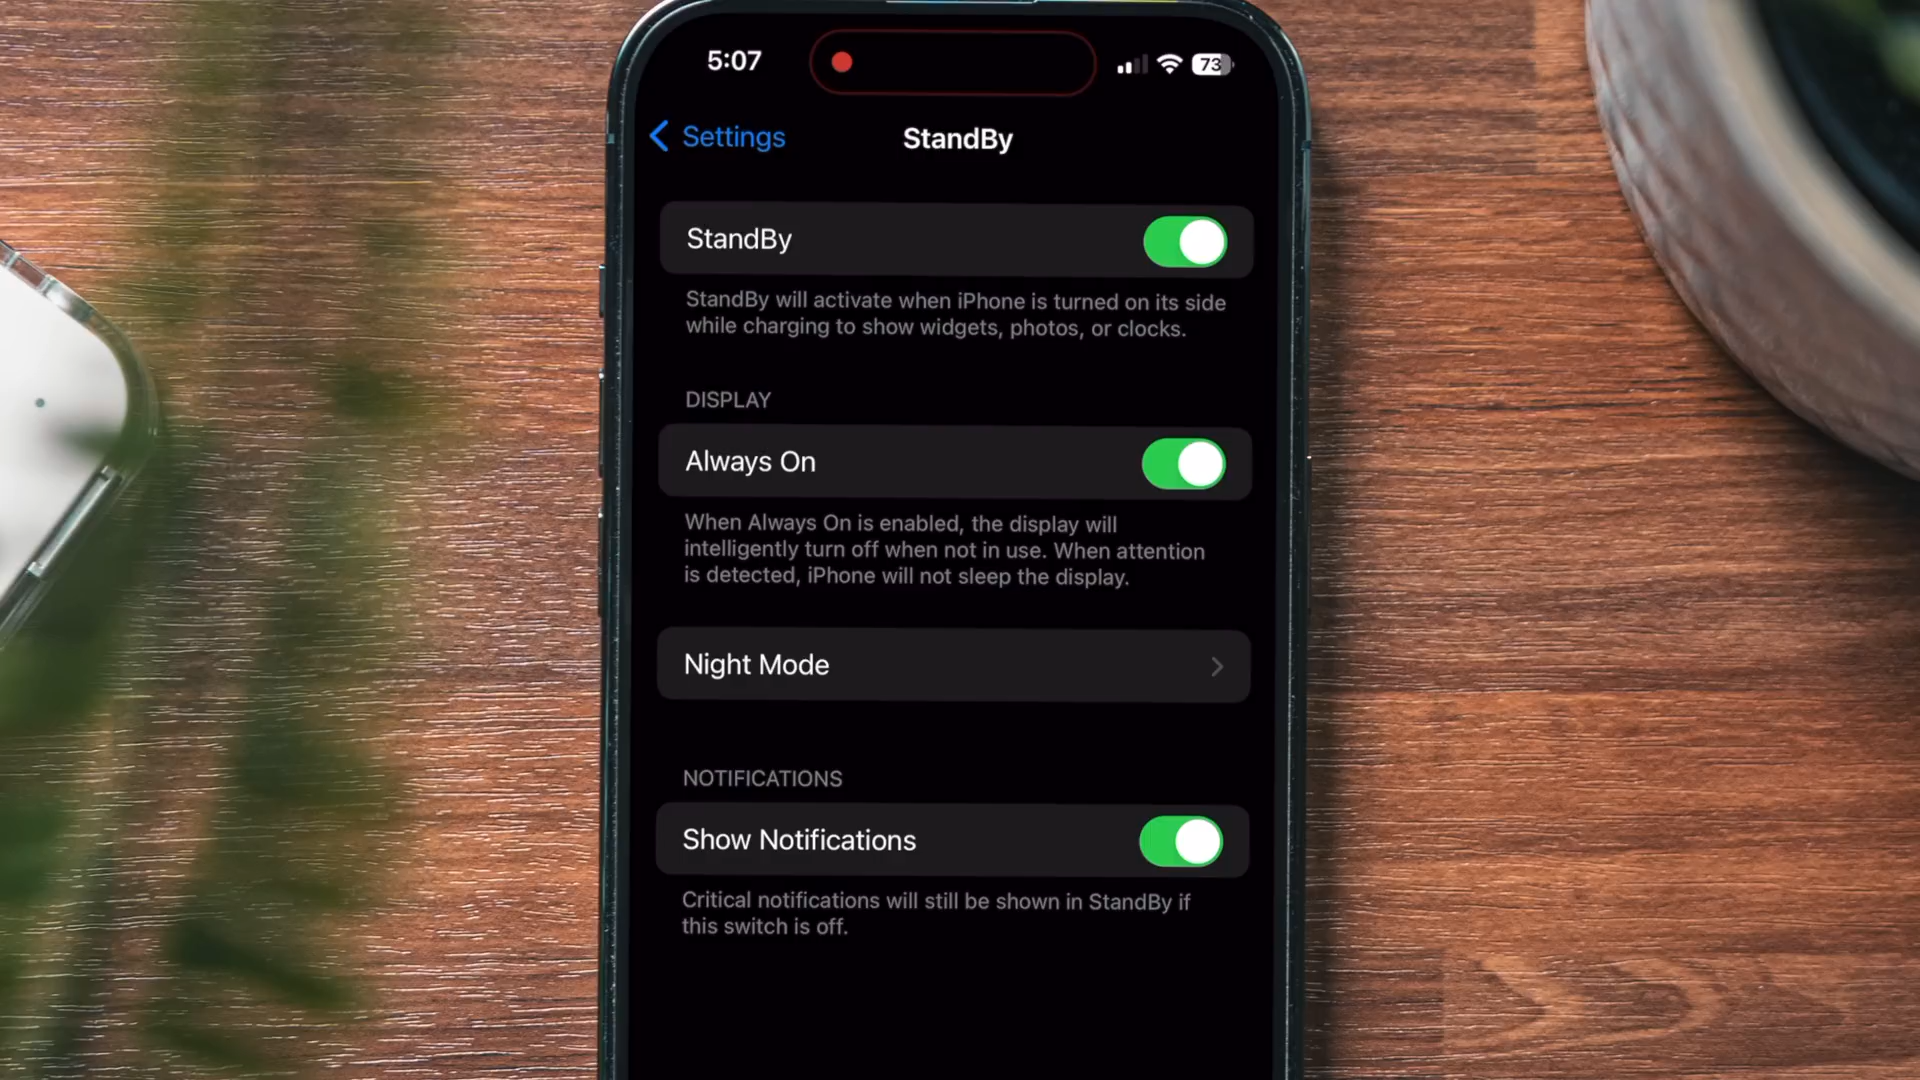 5:07
73
Settings
StandBy
StandBy
StandBy will activate when iPhone is turned on its side
while charging to show widgets, photos, or clocks.
DISPLAY
Always On
When Always On is enabled, the display will
intelligently turn off when not in use. When attention
is detected, iPhone will not sleep the display.
Night Mode
NOTIFICATIONS
Show Notifications
Critical notifications will still be shown in StandBy if
this switch is off.